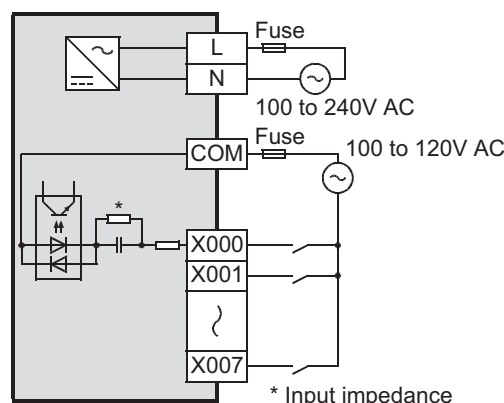 L
Fuse
N
100 to 240V AC
COM
Fuse
100 to 120V AC
*
X000
X001
X007
* Input impedance